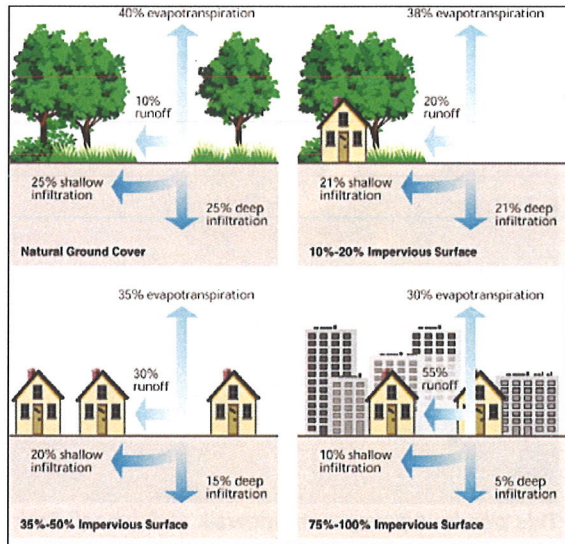 40% evapotranspiration
10%
runoff
25% shallow
infiltration
25% deep
infiltration
Natural Ground Cover
38% evapotranspiration
20%
runoff
21% shallow
infiltration
21% deep
infiltration
10%-20% Impervious Surface
35% evapotranspiration
30%
runoff
20% shallow
infiltration
15% deep
infiltration
35%-50% Impervious Surface
30% evapotranspiration
55%
runoff
10% shallow
infiltration
5% deep
infiltration
75%-100% Impervious Surface